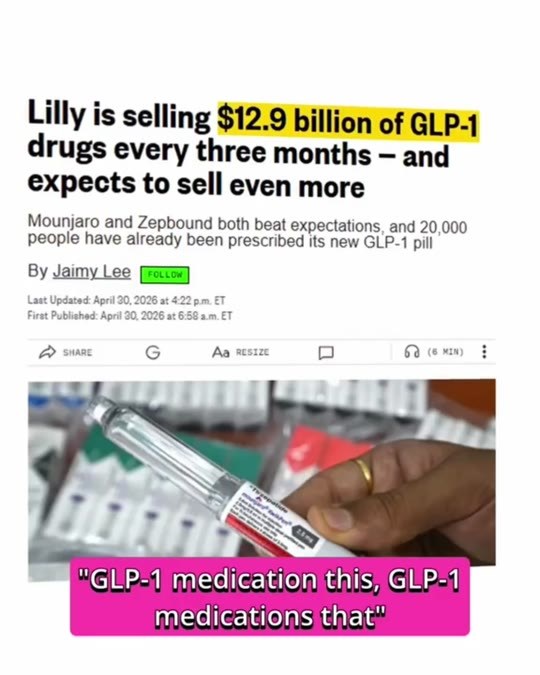 Lilly is selling $12.9 billion of GLP-1
drugs every three months – and
expects to sell even more
Mounjaro and Zepbound both beat expectations, and 20,000
people have already been prescribed its new GLP-1 pill
By Jaimy Lee FOLLOW
Last Updated: April 30, 2026 at 4:22 p.m. ET
First Published: April 30, 2026 at 6:58 a.m. ET
SHARE G Aa RESIZE (6 MIN)
"GLP-1 medication this, GLP-1
medications that"